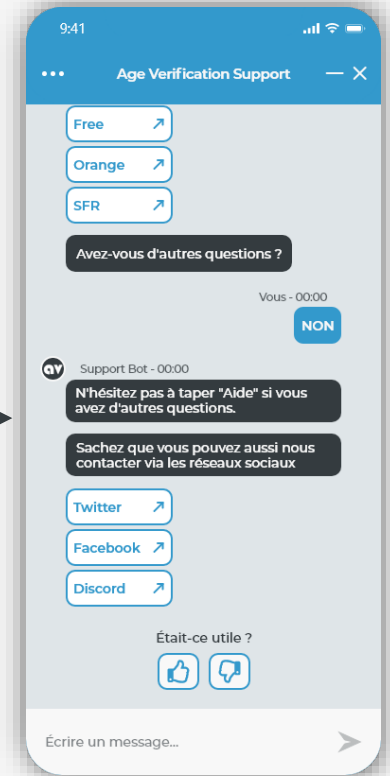 9:41
Age Verification Support
Free
Orange
SFR
Avez-vous d'autres questions ?
Vous - 00:00
NON
av Support Bot - 00:00
N'hésitez pas à taper "Aide" si vous
avez d'autres questions.
Sachez que vous pouvez aussi nous
contacter via les réseaux sociaux
Twitter
Facebook
Discord
Était-ce utile ?
Écrire un message...